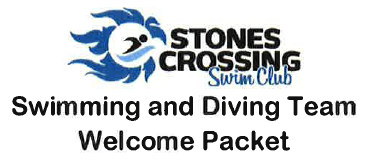 STONES
CROSSING
Swim Club
Swimming and Diving Team
Welcome Packet